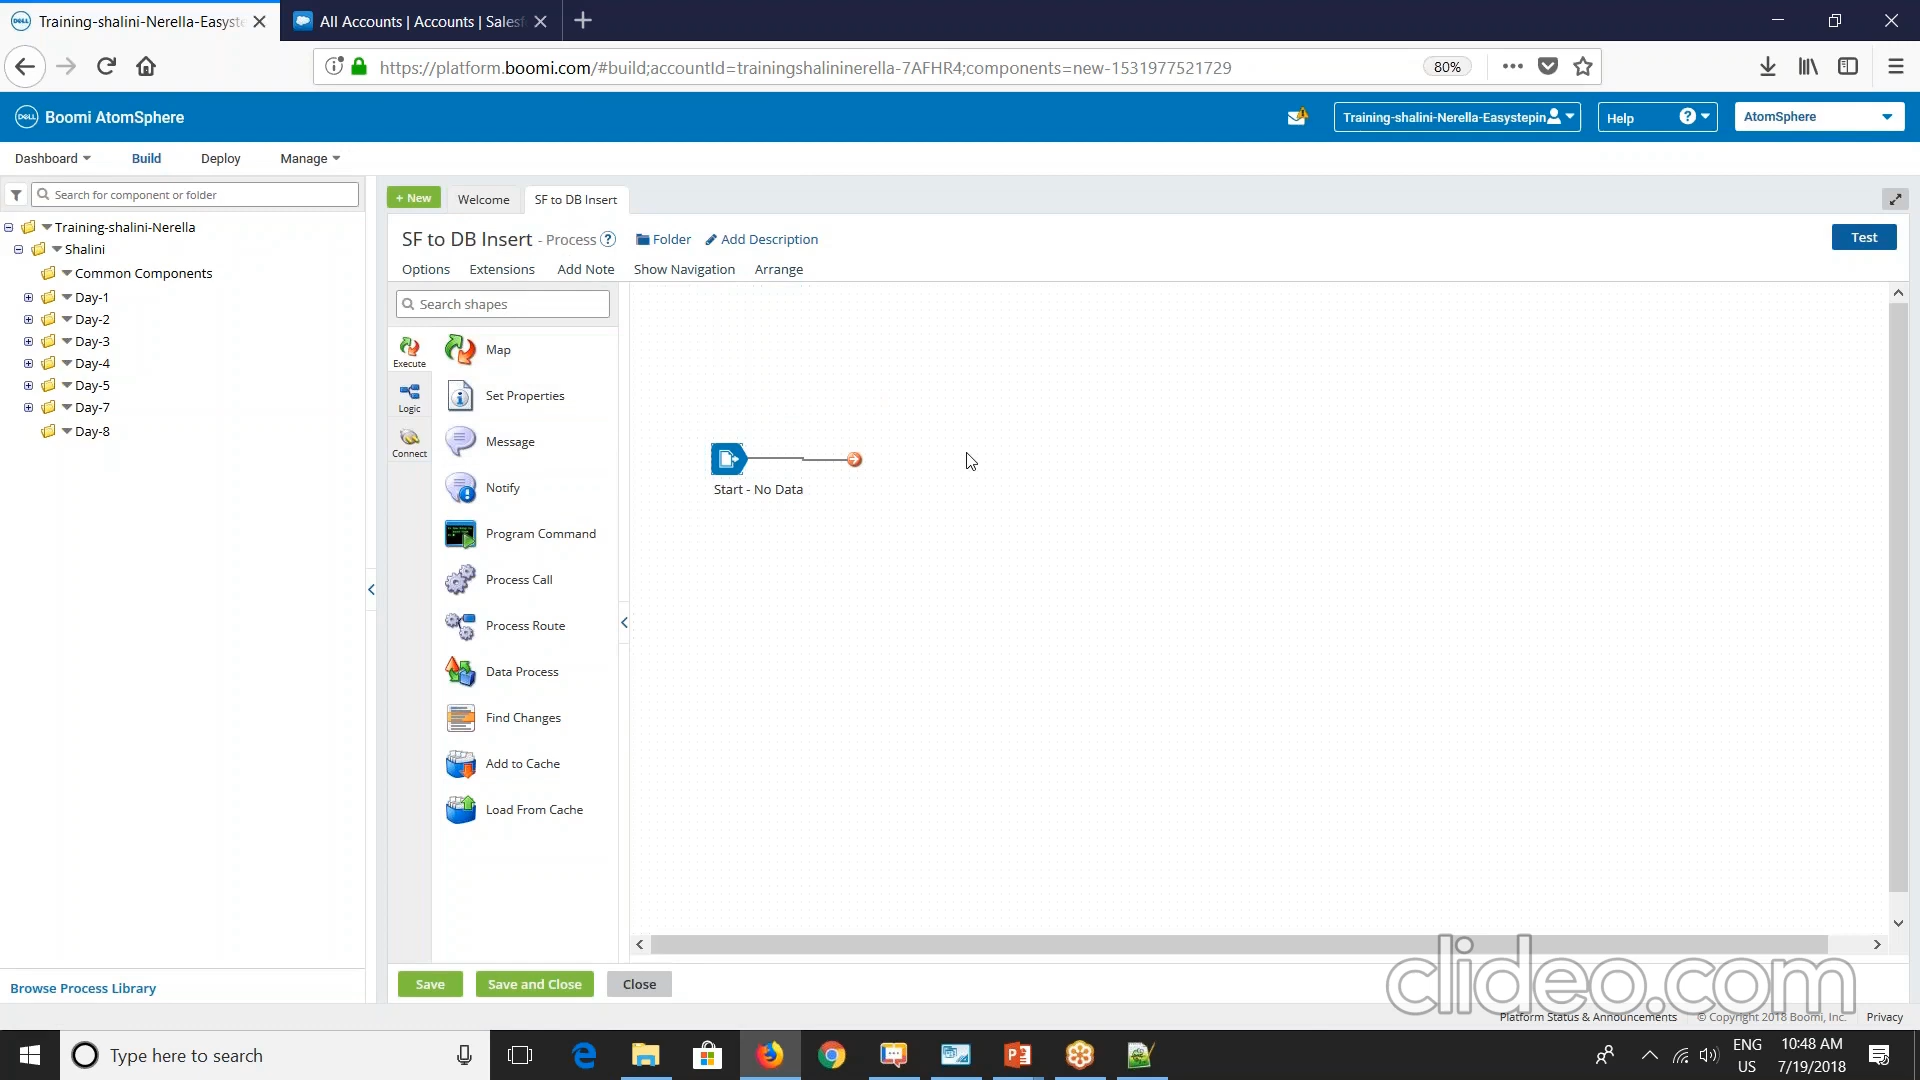 Training-shalini-Nerella-Easyste
All Accounts | Accounts | Salesf
https://platform.boomi.com/#build;accountId=trainingshalininerella-7AFHR4;components=new-1531977521729
80%
DELL
Boomi AtomSphere
Training-shalini-Nerella-Easystepin
Help
AtomSphere
Dashboard
Build
Deploy
Manage
Search for component or folder
Training-shalini-Nerella
Shalini
Common Components
Day-1
Day-2
Day-3
Day-4
Day-5
Day-7
Day-8
Browse Process Library
+ New
Welcome
SF to DB Insert
SF to DB Insert - Process
Folder
Add Description
Test
Options
Extensions
Add Note
Show Navigation
Arrange
Search shapes
Execute
Logic
Connect
Map
Set Properties
Message
Notify
Program Command
Process Call
Process Route
Data Process
Find Changes
Add to Cache
Load From Cache
Start - No Data
Save
Save and Close
Close
clideo.com
Platform Status & Announcements
© Copyright 2018 Boomi, Inc.
Privacy
Type here to search
ENG
US
10:48 AM
7/19/2018